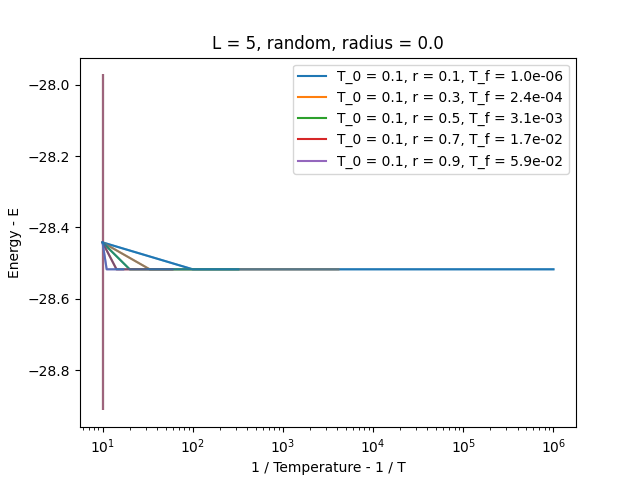 L = 5, random, radius = 0.0
T_0 = 0.1, r = 0.1, T_f = 1.0e-06
T_0 = 0.1, r = 0.3, T_f = 2.4e-04
T_0 = 0.1, r = 0.5, T_f = 3.1e-03
T_0 = 0.1, r = 0.7, T_f = 1.7e-02
T_0 = 0.1, r = 0.9, T_f = 5.9e-02
Energy - E
−28.0
−28.2
−28.4
−28.6
−28.8
10¹ 10² 10³ 10⁴ 10⁵ 10⁶
1 / Temperature - 1 / T